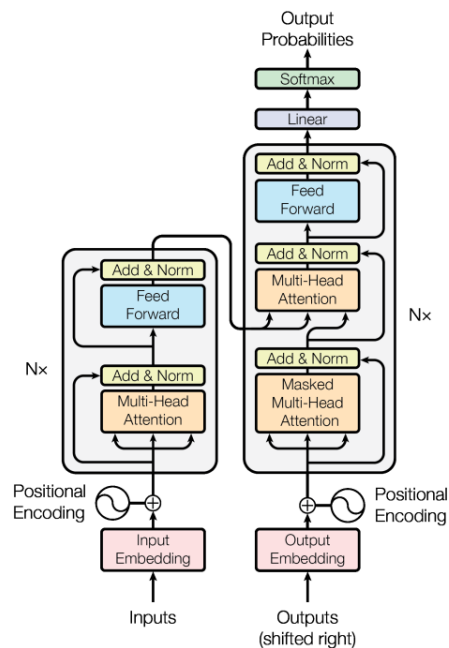 Output
Probabilities
Softmax
Linear
Add & Norm
Feed
Forward
Add & Norm
Multi-Head
Attention
Add & Norm
Masked
Multi-Head
Attention
Nx
Add & Norm
Feed
Forward
Add & Norm
Multi-Head
Attention
Nx
Positional
Encoding
Positional
Encoding
Input
Embedding
Output
Embedding
Inputs
Outputs
(shifted right)